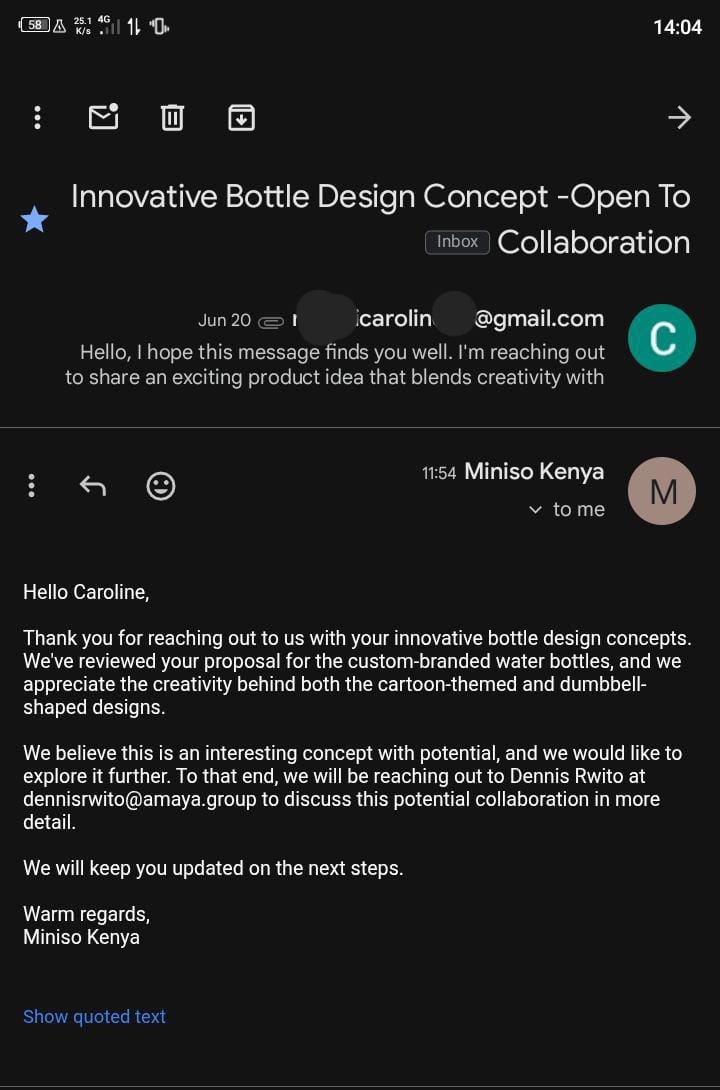 58 25.1 K/s 4G 14:04
Innovative Bottle Design Concept -Open To
Inbox Collaboration
Jun 20 carolin @gmail.com
C
Hello, I hope this message finds you well. I'm reaching out
to share an exciting product idea that blends creativity with
11:54 Miniso Kenya
M
to me
Hello Caroline,
Thank you for reaching out to us with your innovative bottle design concepts.
We've reviewed your proposal for the custom-branded water bottles, and we
appreciate the creativity behind both the cartoon-themed and dumbbell-
shaped designs.
We believe this is an interesting concept with potential, and we would like to
explore it further. To that end, we will be reaching out to Dennis Rwito at
dennisrwito@amaya.group to discuss this potential collaboration in more
detail.
We will keep you updated on the next steps.
Warm regards,
Miniso Kenya
Show quoted text